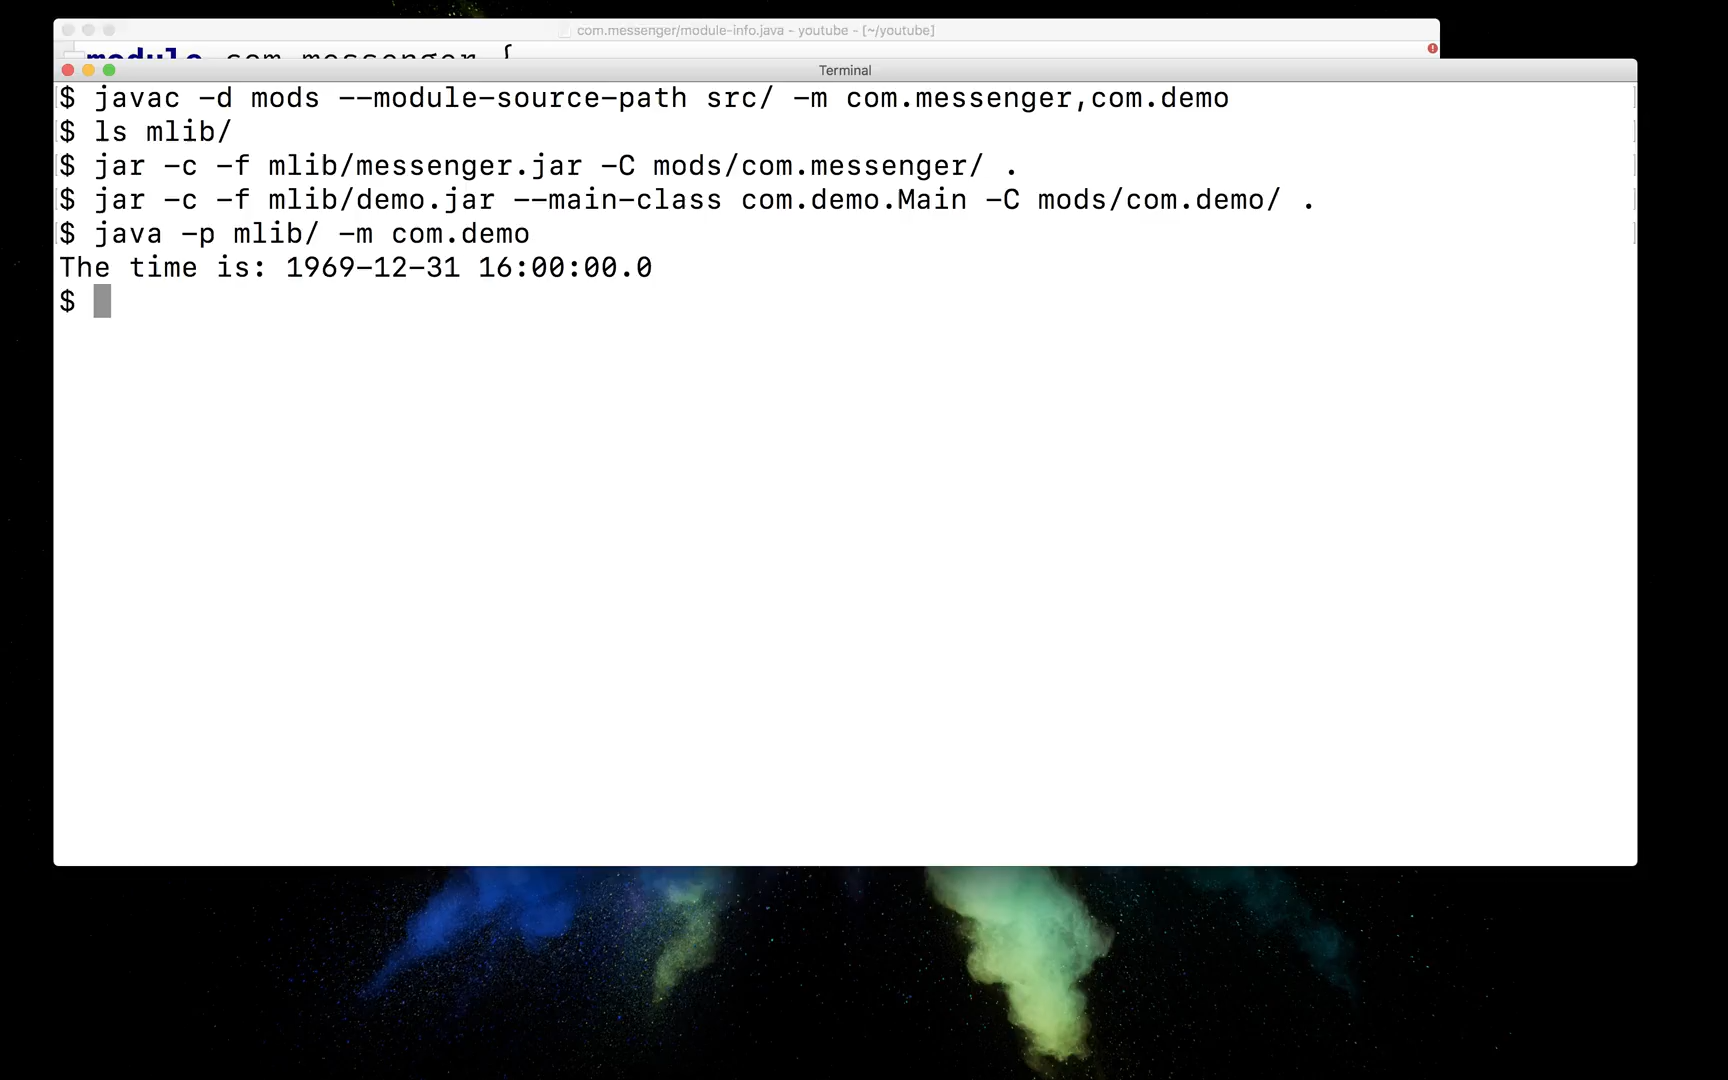 com.messenger/module-info.java - youtube - [~/youtube]
module com.messenger {
Terminal
$ javac -d mods --module-source-path src/ -m com.messenger,com.demo
$ ls mlib/
$ jar -c -f mlib/messenger.jar -C mods/com.messenger/ .
$ jar -c -f mlib/demo.jar --main-class com.demo.Main -C mods/com.demo/ .
$ java -p mlib/ -m com.demo
The time is: 1969-12-31 16:00:00.0
$